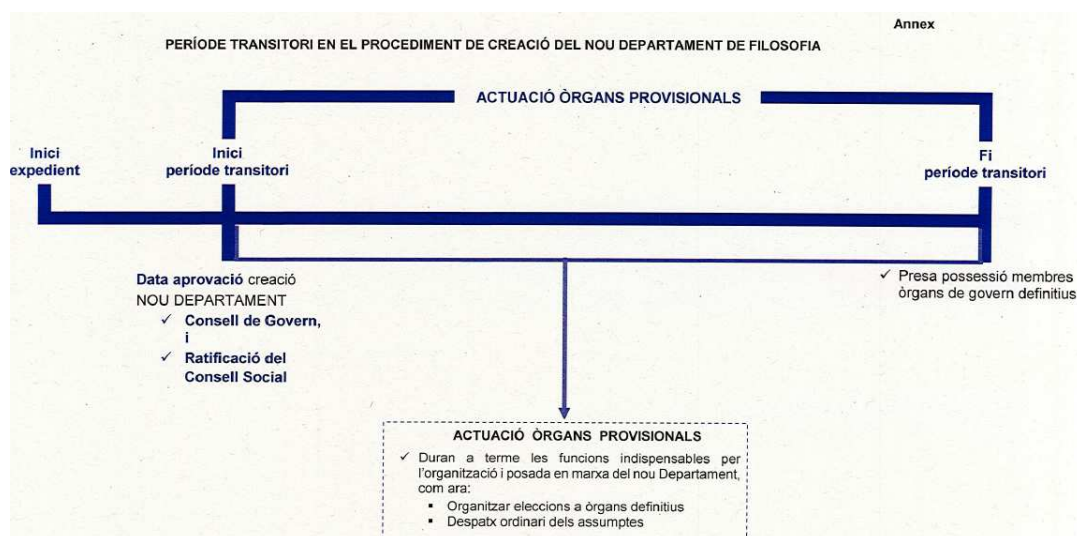 Annex
PERÍODE TRANSITORI EN EL PROCEDIMENT DE CREACIÓ DEL NOU DEPARTAMENT DE FILOSOFIA
ACTUACIÓ ÒRGANS PROVISIONALS
Inici
expedient
Inici
període transitori
Fi
període transitori
Data aprovació creació
NOU DEPARTAMENT
✓ Consell de Govern,
i
✓ Ratificació del
Consell Social
✓ Presa possessió membres
òrgans de govern definitius
ACTUACIÓ ÒRGANS PROVISIONALS
✓ Duran a terme les funcions indispensables per
l'organització i posada en marxa del nou Departament,
com ara:
▪ Organitzar eleccions a òrgans definitius
▪ Despatx ordinari dels assumptes